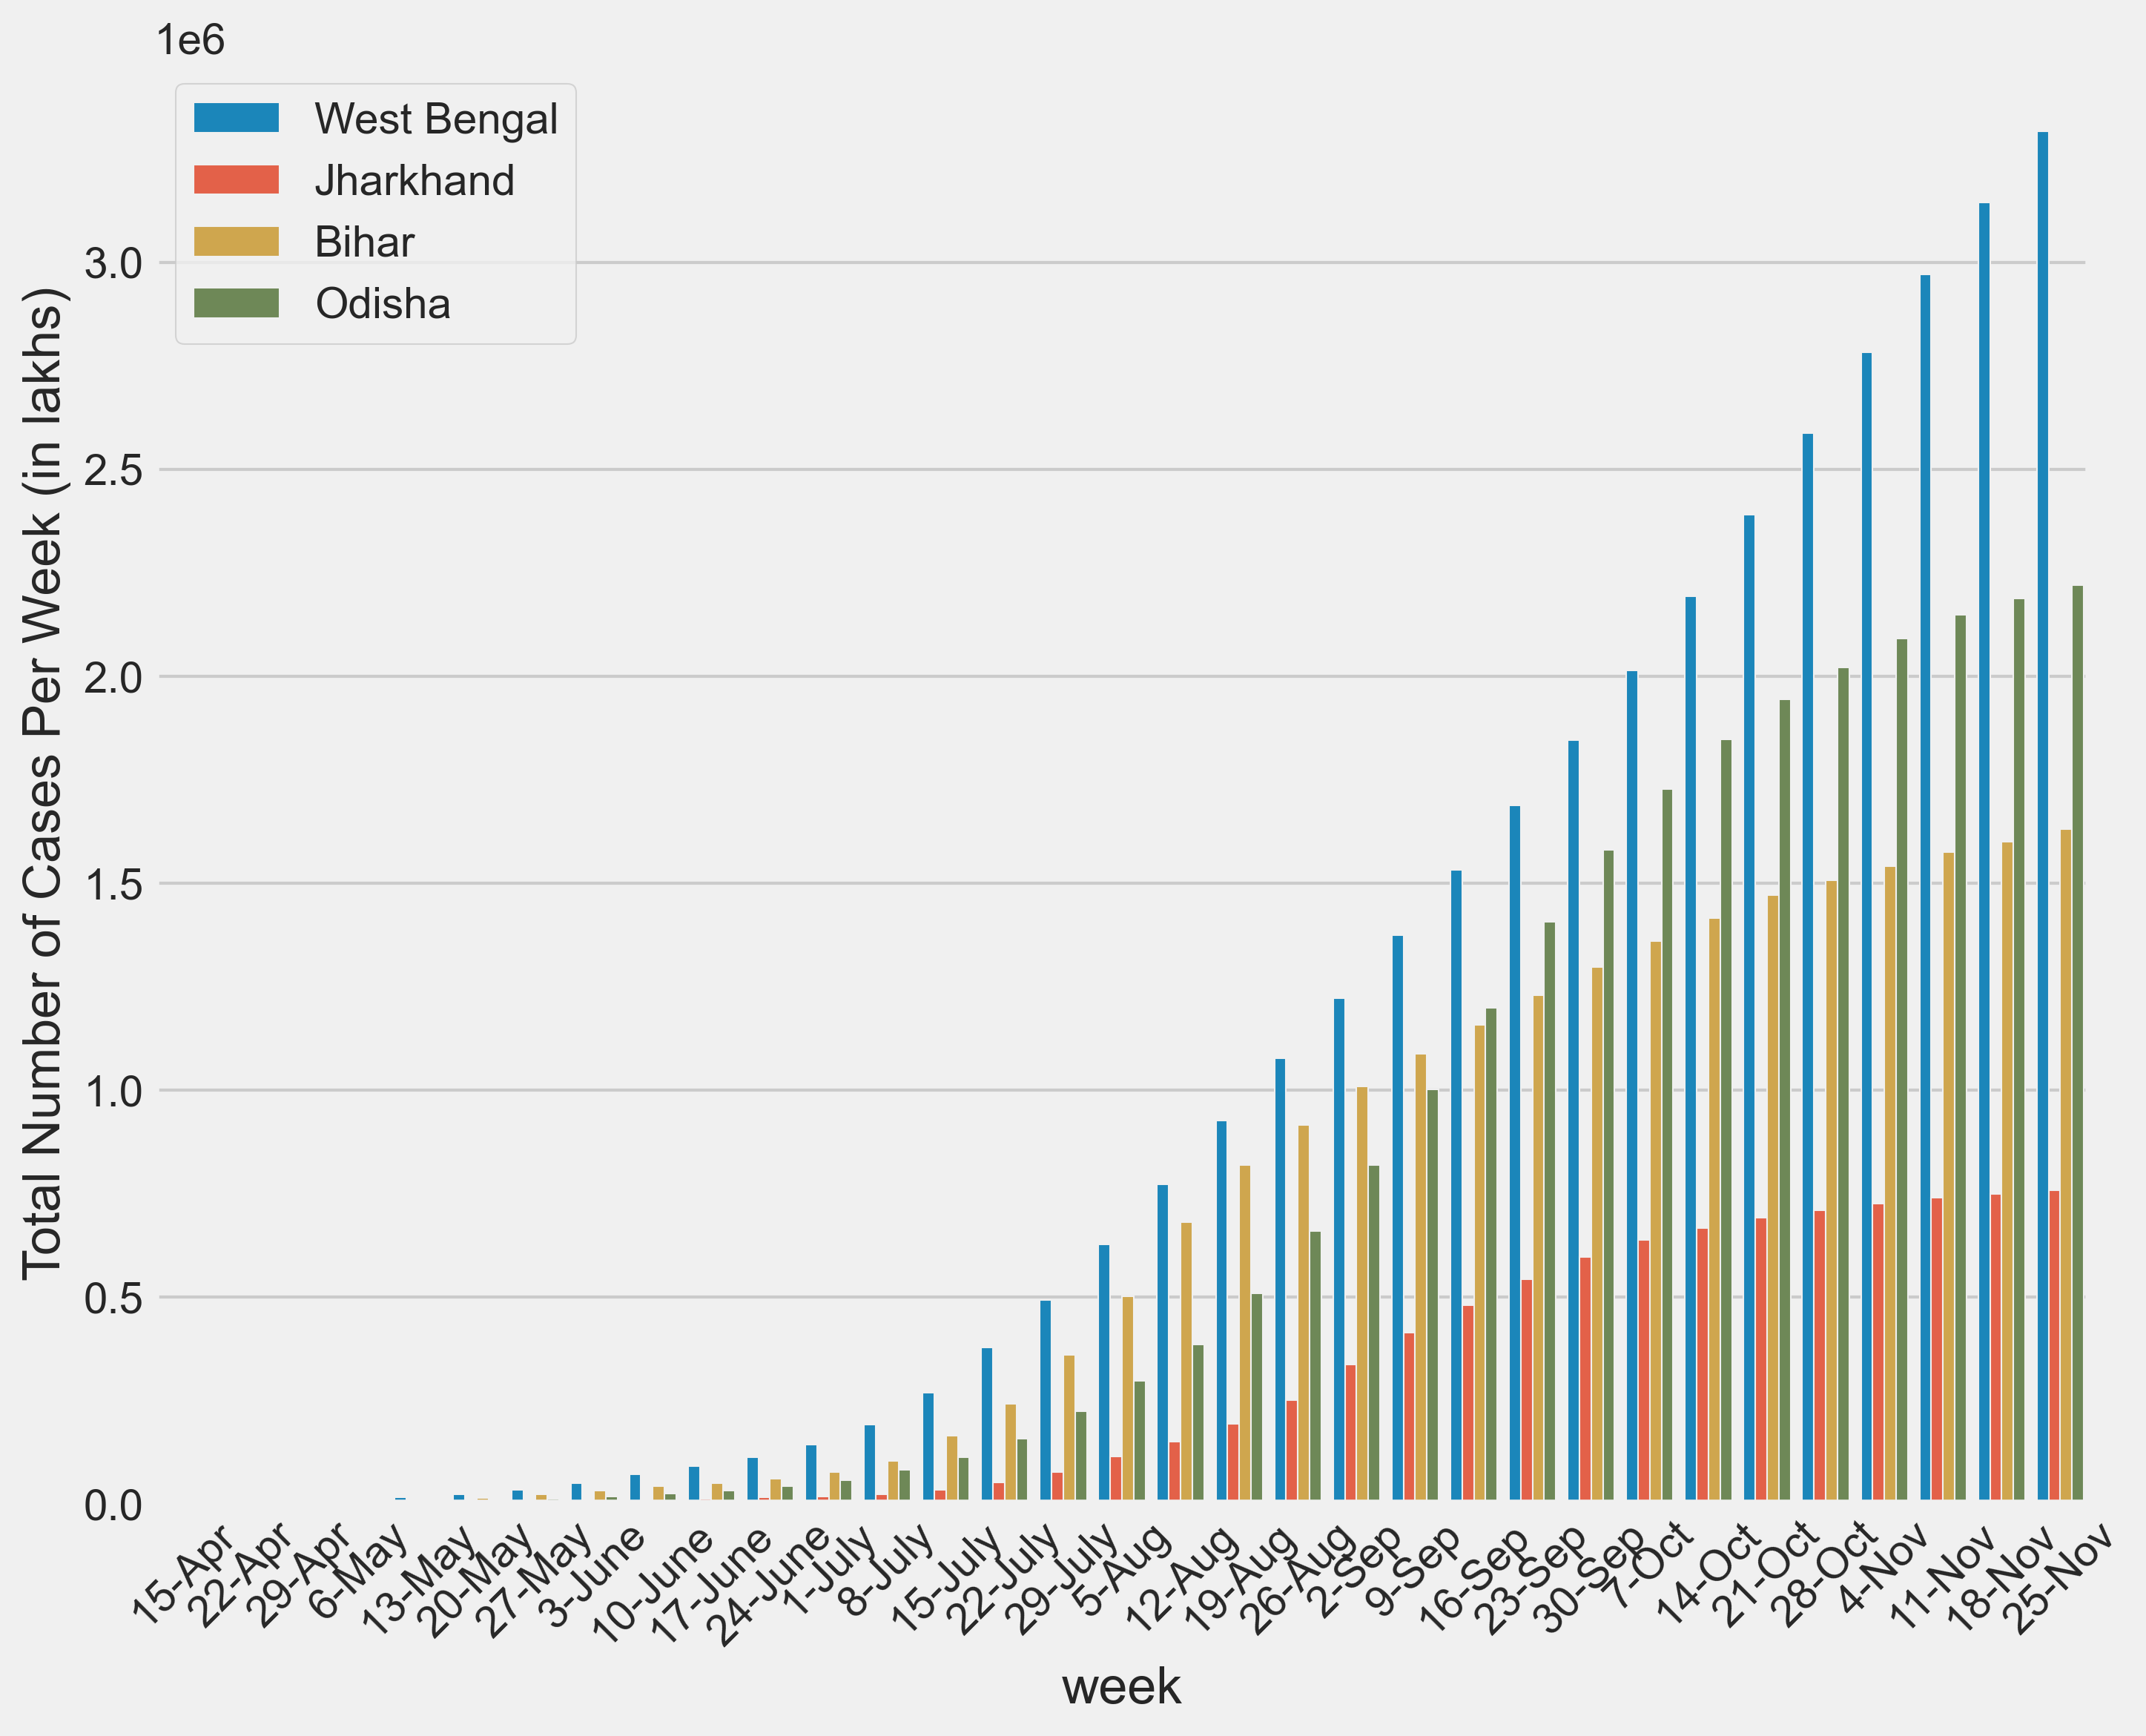 1e6
West Bengal
Jharkhand
Bihar
Odisha
Total Number of Cases Per Week (in lakhs)
3.0
2.5
2.0
1.5
1.0
0.5
0.0
15-Apr
22-Apr
29-Apr
6-May
13-May
20-May
27-May
3-June
10-June
17-June
24-June
1-July
8-July
15-July
22-July
29-July
5-Aug
12-Aug
19-Aug
26-Aug
2-Sep
9-Sep
16-Sep
23-Sep
30-Sep
7-Oct
14-Oct
21-Oct
28-Oct
4-Nov
11-Nov
18-Nov
25-Nov
week